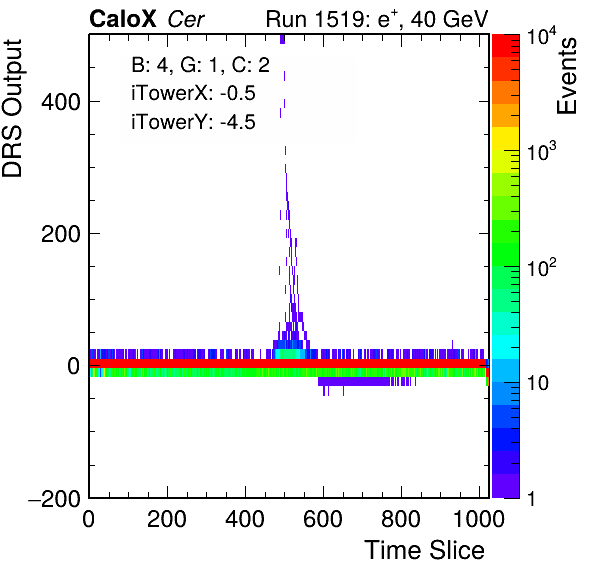 CaloX Cer Run 1519: e⁺, 40 GeV
B: 4, G: 1, C: 2
iTowerX: -0.5
iTowerY: -4.5
DRS Output
400
200
0
−200
0 200 400 600 800 1000
Time Slice
10⁴
10³
10²
10
1
Events